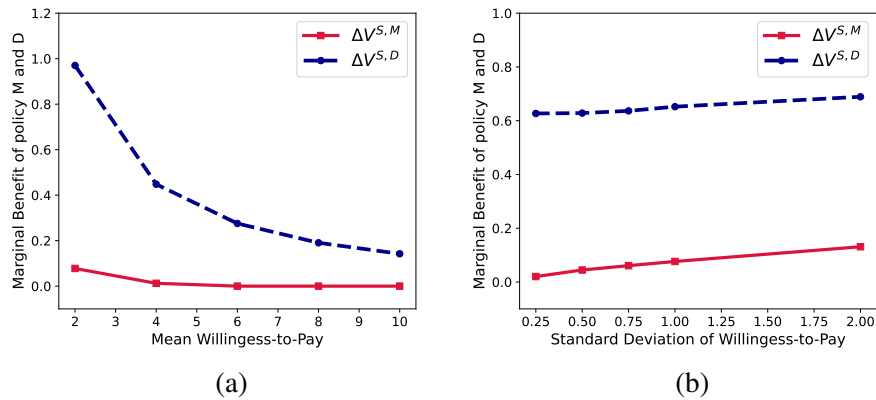 Marginal Benefit of policy M and D
1.2
1.0
0.8
0.6
0.4
0.2
0.0
ΔV^{S,M}
ΔV^{S,D}
2 3 4 5 6 7 8 9 10
Mean Willingess-to-Pay
(a)
Marginal Benefit of policy M and D
1.0
0.8
0.6
0.4
0.2
0.0
ΔV^{S,M}
ΔV^{S,D}
0.25 0.50 0.75 1.00 1.25 1.50 1.75 2.00
Standard Deviation of Willingess-to-Pay
(b)